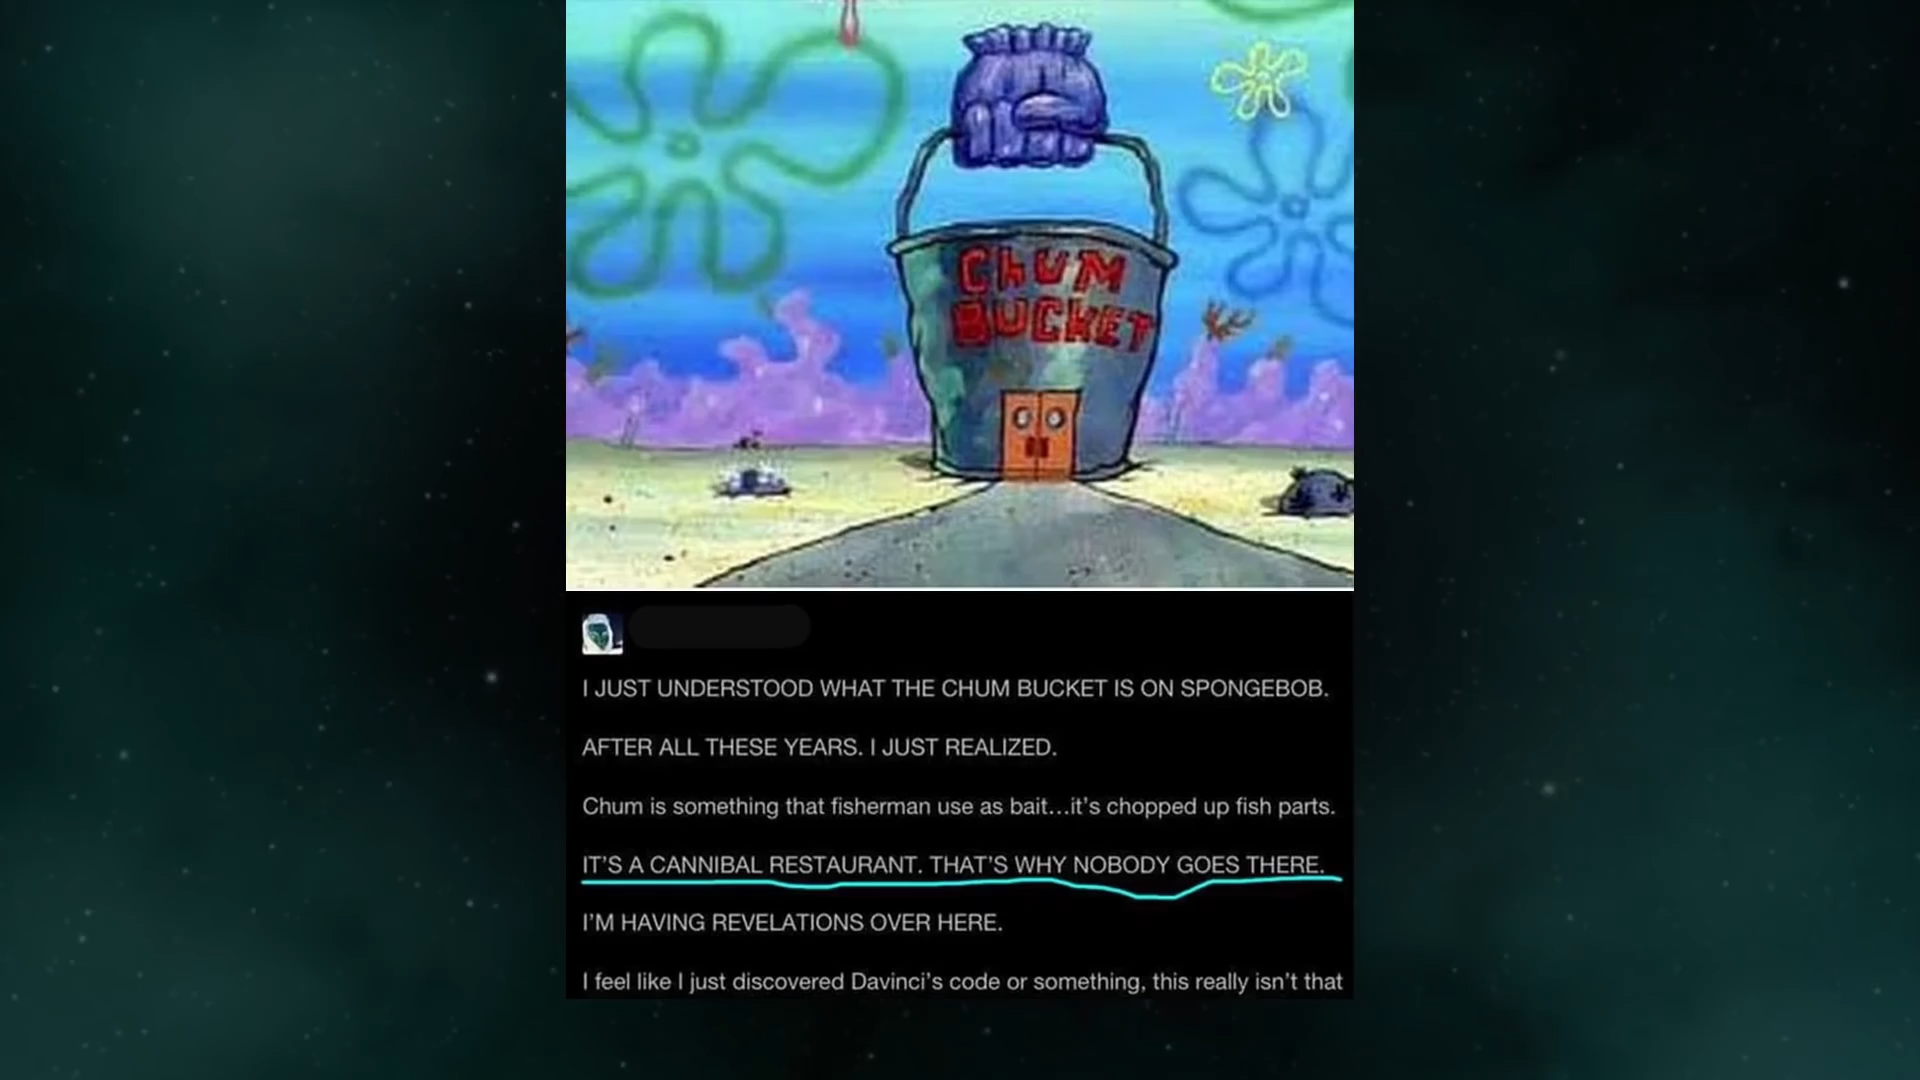 ChUM
BUCKET
I JUST UNDERSTOOD WHAT THE CHUM BUCKET IS ON SPONGEBOB.
AFTER ALL THESE YEARS. I JUST REALIZED.
Chum is something that fisherman use as bait…it’s chopped up fish parts.
IT’S A CANNIBAL RESTAURANT. THAT’S WHY NOBODY GOES THERE.
I’M HAVING REVELATIONS OVER HERE.
I feel like I just discovered Davinci’s code or something, this really isn’t that